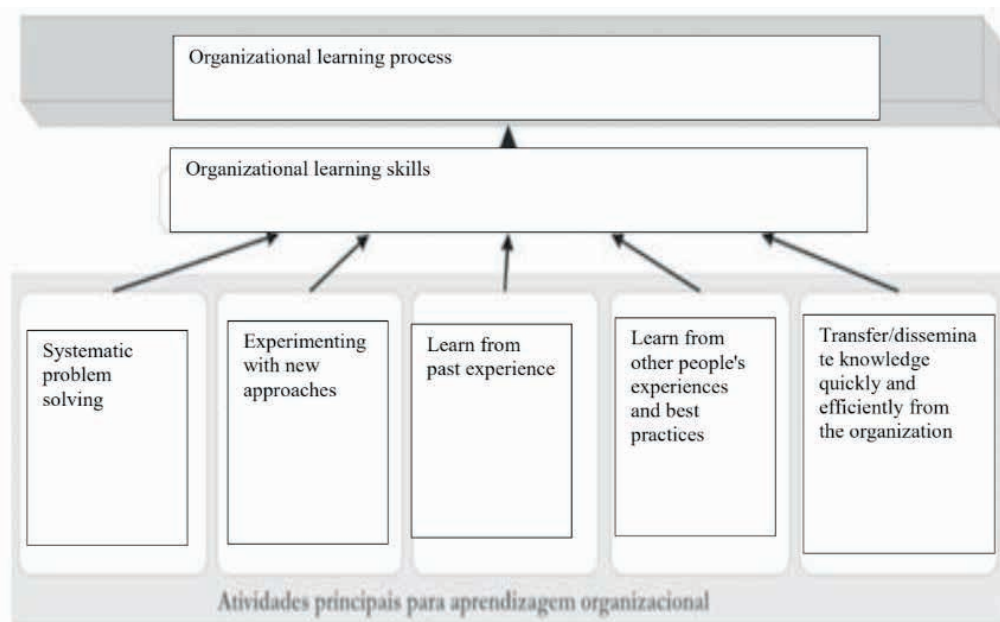 Organizational learning process
Organizational learning skills
Systematic
problem
solving
Experimenting
with new
approaches
Learn from
past experience
Learn from
other people's
experiences
and best
practices
Transfer/dissemina
te knowledge
quickly and
efficiently from
the organization
Atividades principais para aprendizagem organizacional